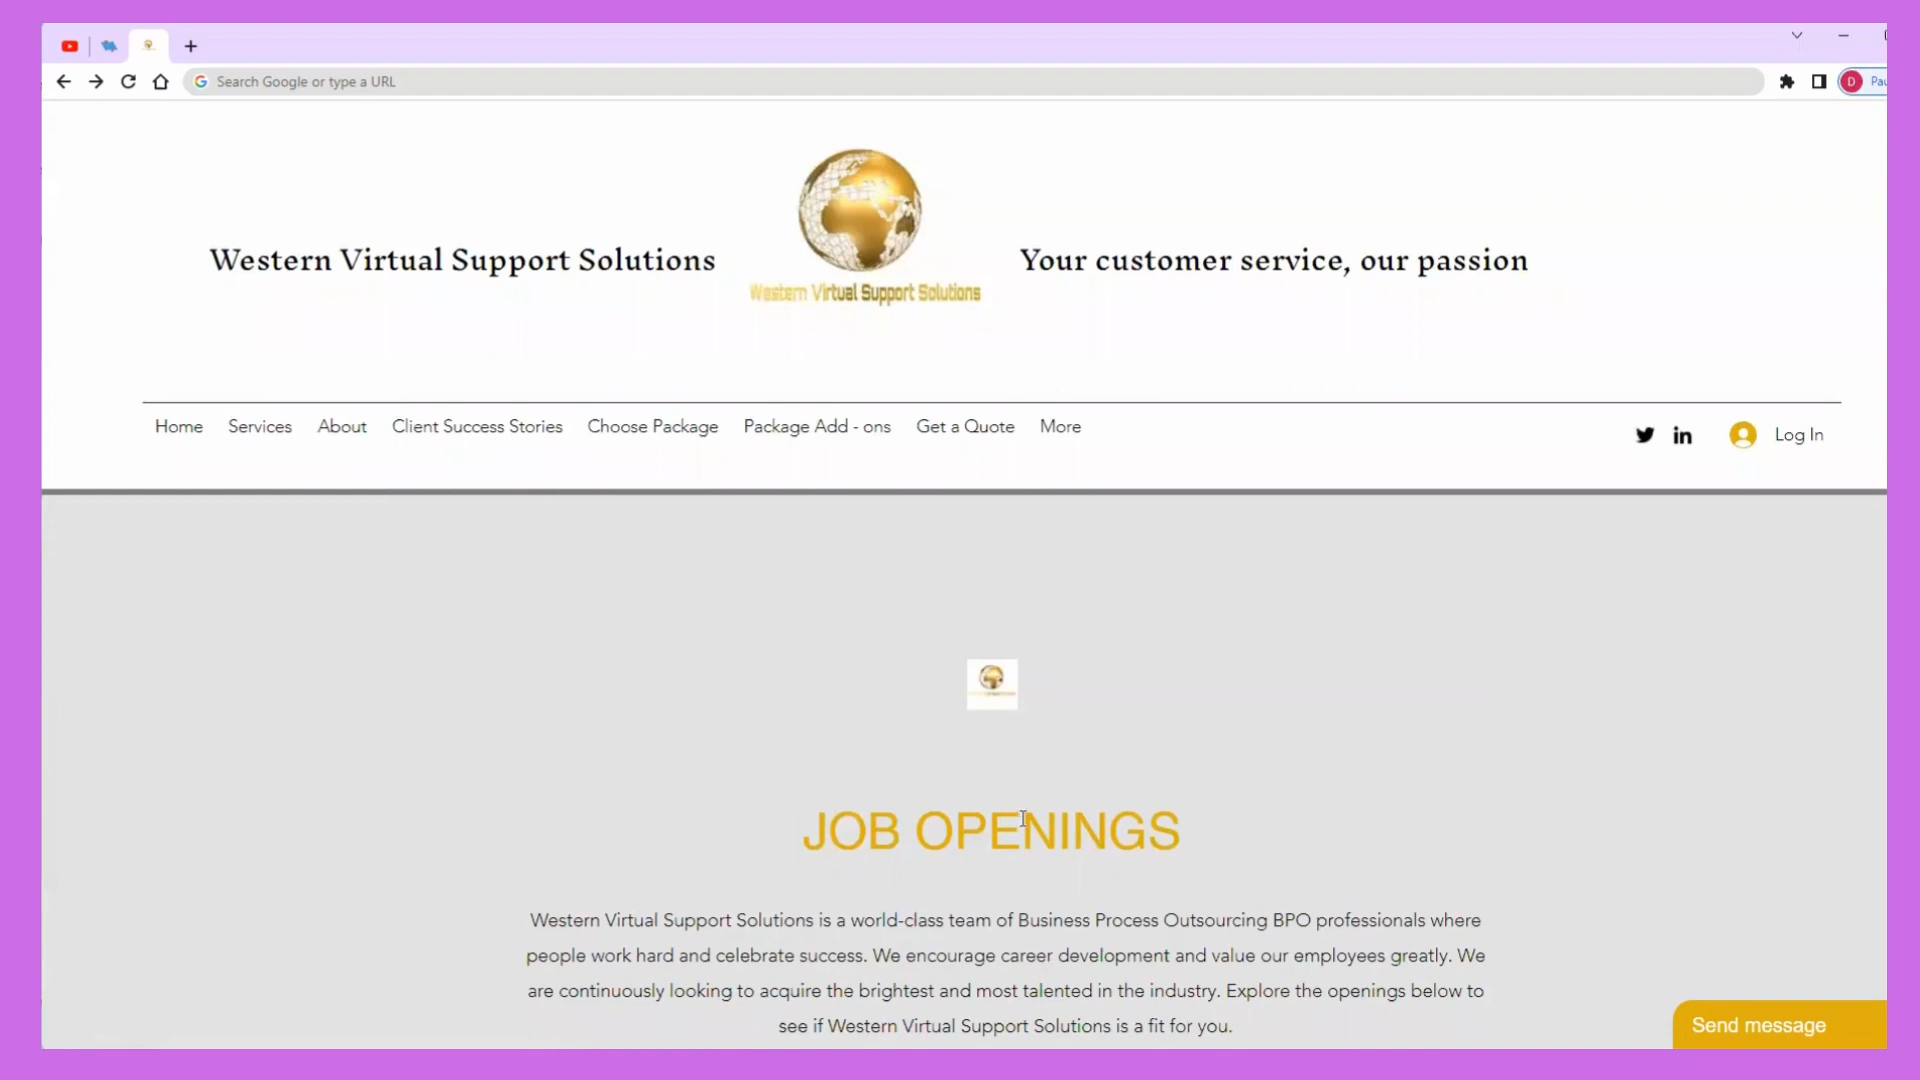 Search Google or type a URL
D Pau
Western Virtual Support Solutions
Western Virtual Support Solutions
Your customer service, our passion
Home Services About Client Success Stories Choose Package Package Add - ons Get a Quote More
in Log In
JOB OPENINGS
Western Virtual Support Solutions is a world-class team of Business Process Outsourcing BPO professionals where
people work hard and celebrate success. We encourage career development and value our employees greatly. We
are continuously looking to acquire the brightest and most talented in the industry. Explore the openings below to
see if Western Virtual Support Solutions is a fit for you.
Send message